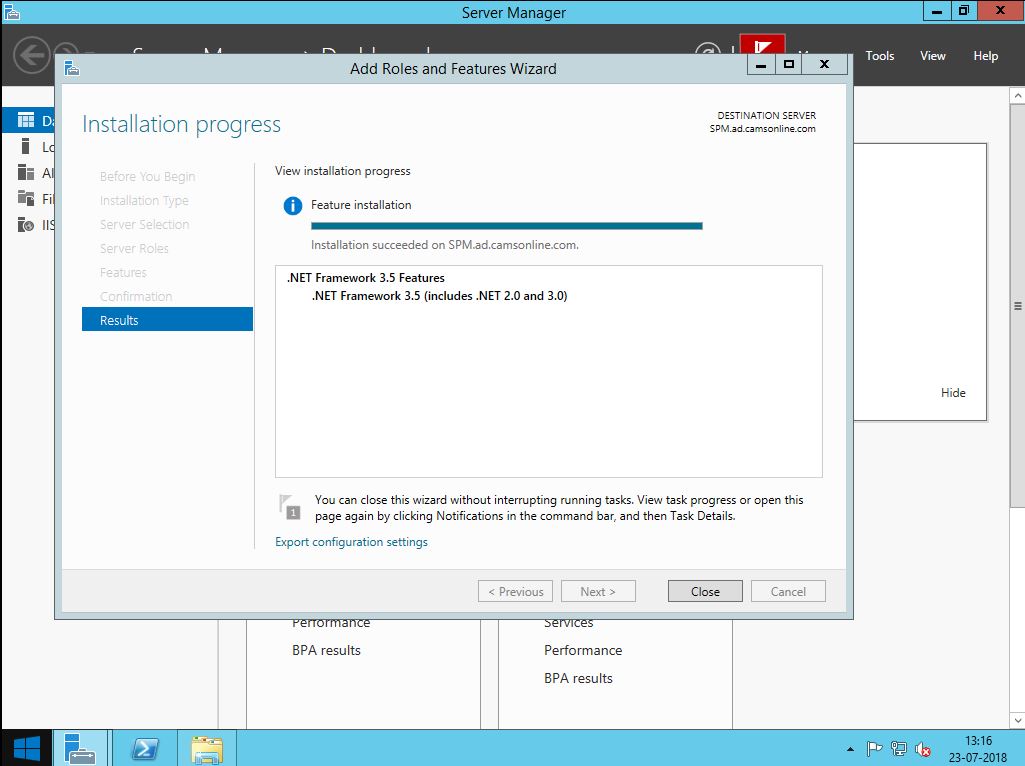 Server Manager
Tools View Help
Add Roles and Features Wizard
Installation progress
DESTINATION SERVER
SPM.ad.camsonline.com
Before You Begin
Installation Type
Server Selection
Server Roles
Features
Confirmation
Results
View installation progress
Feature installation
Installation succeeded on SPM.ad.camsonline.com.
.NET Framework 3.5 Features
.NET Framework 3.5 (includes .NET 2.0 and 3.0)
You can close this wizard without interrupting running tasks. View task progress or open this
page again by clicking Notifications in the command bar, and then Task Details.
1
Export configuration settings
< Previous
Next >
Close
Cancel
Hide
Performance
BPA results
Services
Performance
BPA results
13:16
23-07-2018